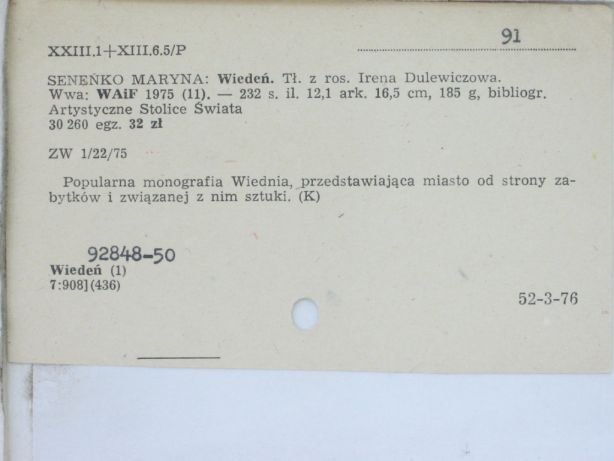 91
XXIII.1+XIII.6.5/P
SENEŃKO MARYNA: Wiedeń. Tł. z ros. Irena Dulewiczowa.
Wwa: WAiF 1975 (11). — 232 s. il. 12,1 ark. 16,5 cm, 185 g, bibliogr.
Artystyczne Stolice Świata
30 260 egz. 32 zł
ZW 1/22/75
Popularna monografia Wiednia, przedstawiająca miasto od strony za-
bytków i związanej z nim sztuki. (K)
92848-50
Wiedeń (1)
7:908](436)
52-3-76